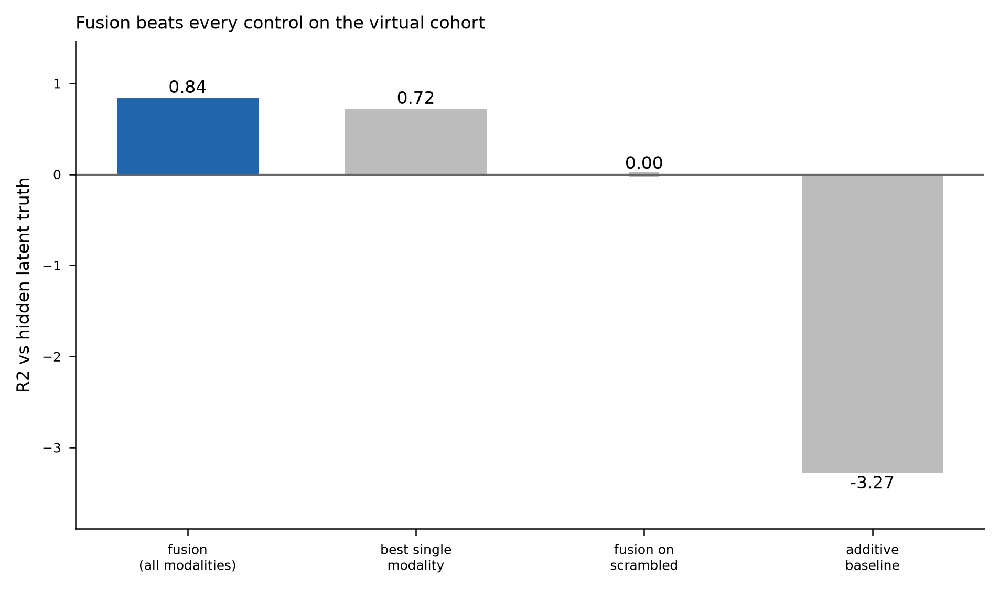 Fusion beats every control on the virtual cohort
R2 vs hidden latent truth
1
0
−1
−2
−3
0.84
0.72
0.00
-3.27
fusion
(all modalities)
best single
modality
fusion on
scrambled
additive
baseline